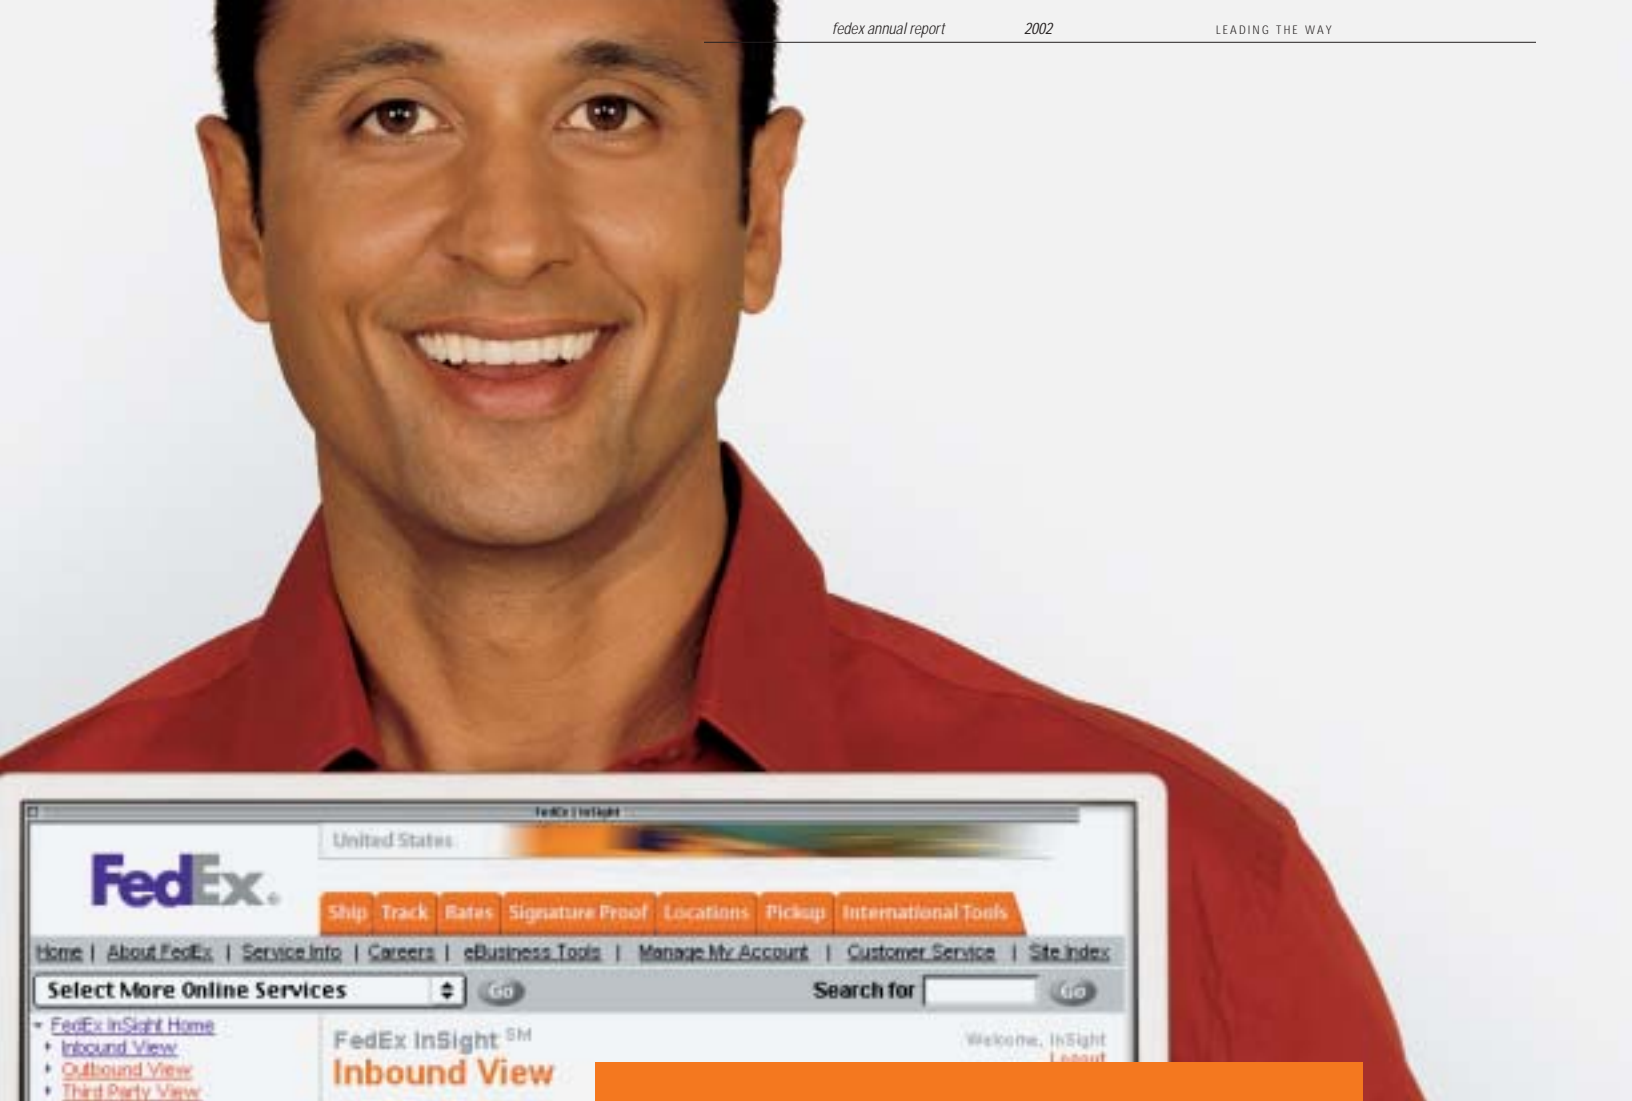 fedex annual report 2002 LEADING THE WAY
FedEx | InSight
United States
FedEx®
Ship Track Rates Signature Proof Locations Pickup International Tools
Home | About FedEx | Service Info | Careers | eBusiness Tools | Manage My Account | Customer Service | Site Index
Select More Online Services Go Search for Go
FedEx InSight Home
Inbound View
Outbound View
Third Party View
FedEx InSight SM
Inbound View
Welcome, InSight
Logout